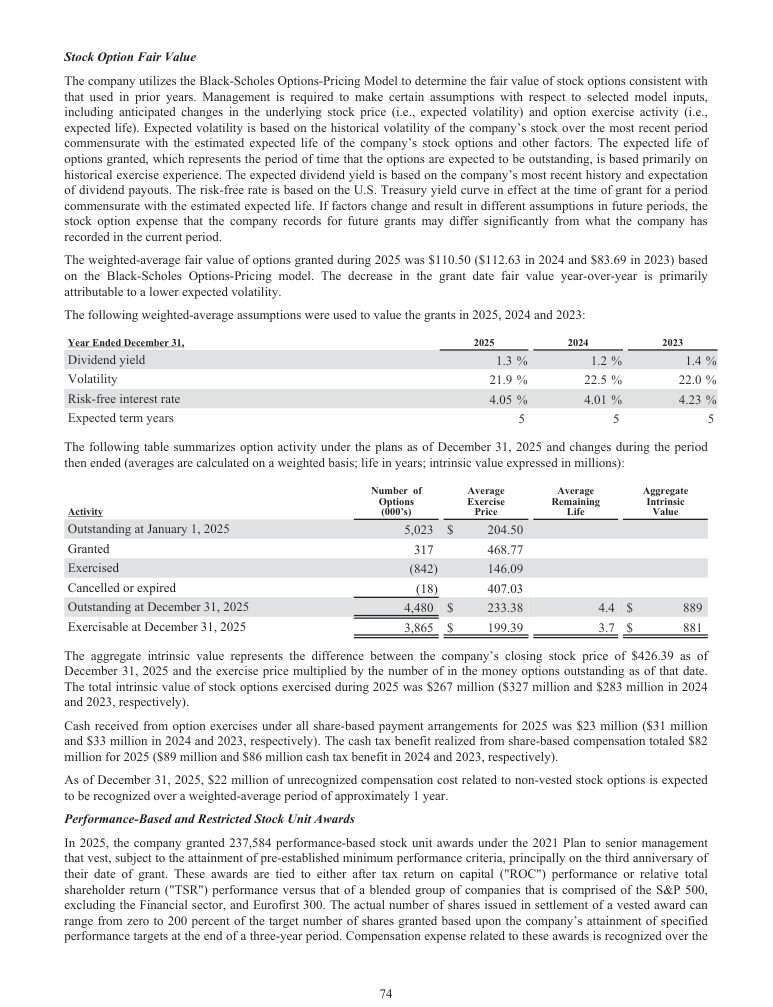 Stock Option Fair Value
The company utilizes the Black-Scholes Options-Pricing Model to determine the fair value of stock options consistent with
that used in prior years. Management is required to make certain assumptions with respect to selected model inputs,
including anticipated changes in the underlying stock price (i.e., expected volatility) and option exercise activity (i.e.,
expected life). Expected volatility is based on the historical volatility of the company's stock over the most recent period
commensurate with the estimated expected life of the company's stock options and other factors. The expected life of
options granted, which represents the period of time that the options are expected to be outstanding, is based primarily on
historical exercise experience. The expected dividend yield is based on the company's most recent history and expectation
of dividend payouts. The risk-free rate is based on the U.S. Treasury yield curve in effect at the time of grant for a period
commensurate with the estimated expected life. If factors change and result in different assumptions in future periods, the
stock option expense that the company records for future grants may differ significantly from what the company has
recorded in the current period.
The weighted-average fair value of options granted during 2025 was $110.50 ($112.63 in 2024 and $83.69 in 2023) based
on the Black-Scholes Options-Pricing model. The decrease in the grant date fair value year-over-year is primarily
attributable to a lower expected volatility.
The following weighted-average assumptions were used to value the grants in 2025, 2024 and 2023:
Year Ended December 31, 2025 2024 2023
Dividend yield 1.3 % 1.2 % 1.4 %
Volatility 21.9 % 22.5 % 22.0 %
Risk-free interest rate 4.05 % 4.01 % 4.23 %
Expected term years 5 5 5
The following table summarizes option activity under the plans as of December 31, 2025 and changes during the period
then ended (averages are calculated on a weighted basis; life in years; intrinsic value expressed in millions):
Number of Average Average Aggregate
Options Exercise Remaining Intrinsic
Activity (000's) Price Life Value
Outstanding at January 1, 2025 5,023 $ 204.50
Granted 317 468.77
Exercised (842) 146.09
Cancelled or expired (18) 407.03
Outstanding at December 31, 2025 4,480 $ 233.38 4.4 $ 889
Exercisable at December 31, 2025 3,865 $ 199.39 3.7 $ 881
The aggregate intrinsic value represents the difference between the company's closing stock price of $426.39 as of
December 31, 2025 and the exercise price multiplied by the number of in the money options outstanding as of that date.
The total intrinsic value of stock options exercised during 2025 was $267 million ($327 million and $283 million in 2024
and 2023, respectively).
Cash received from option exercises under all share-based payment arrangements for 2025 was $23 million ($31 million
and $33 million in 2024 and 2023, respectively). The cash tax benefit realized from share-based compensation totaled $82
million for 2025 ($89 million and $86 million cash tax benefit in 2024 and 2023, respectively).
As of December 31, 2025, $22 million of unrecognized compensation cost related to non-vested stock options is expected
to be recognized over a weighted-average period of approximately 1 year.
Performance-Based and Restricted Stock Unit Awards
In 2025, the company granted 237,584 performance-based stock unit awards under the 2021 Plan to senior management
that vest, subject to the attainment of pre-established minimum performance criteria, principally on the third anniversary of
their date of grant. These awards are tied to either after tax return on capital ("ROC") performance or relative total
shareholder return ("TSR") performance versus that of a blended group of companies that is comprised of the S&P 500,
excluding the Financial sector, and Eurofirst 300. The actual number of shares issued in settlement of a vested award can
range from zero to 200 percent of the target number of shares granted based upon the company's attainment of specified
performance targets at the end of a three-year period. Compensation expense related to these awards is recognized over the
74